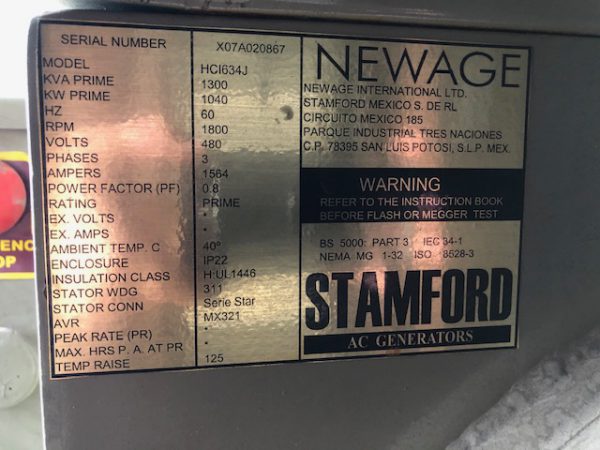 SERIAL NUMBER X07A020867
MODEL HCI634J
KVA PRIME 1300
KW PRIME 1040
HZ 60
RPM 1800
VOLTS 480
PHASES 3
AMPERS 1564
POWER FACTOR (PF) 0.8
RATING PRIME
EX. VOLTS -
EX. AMPS -
AMBIENT TEMP. C 40º
ENCLOSURE IP22
INSULATION CLASS H:UL1446
STATOR WDG 311
STATOR CONN Serie Star
AVR MX321
PEAK RATE (PR) -
MAX. HRS P. A. AT PR -
TEMP RAISE 125
NEWAGE
NEWAGE INTERNATIONAL LTD.
STAMFORD MEXICO S. DE RL
CIRCUITO MEXICO 185
PARQUE INDUSTRIAL TRES NACIONES
C.P. 78395 SAN LUIS POTOSI, S.L.P. MEX.
WARNING
REFER TO THE INSTRUCTION BOOK
BEFORE FLASH OR MEGGER TEST
BS 5000: PART 3 IEC 34-1
NEMA MG 1-32 ISO 8528-3
STAMFORD
AC GENERATORS